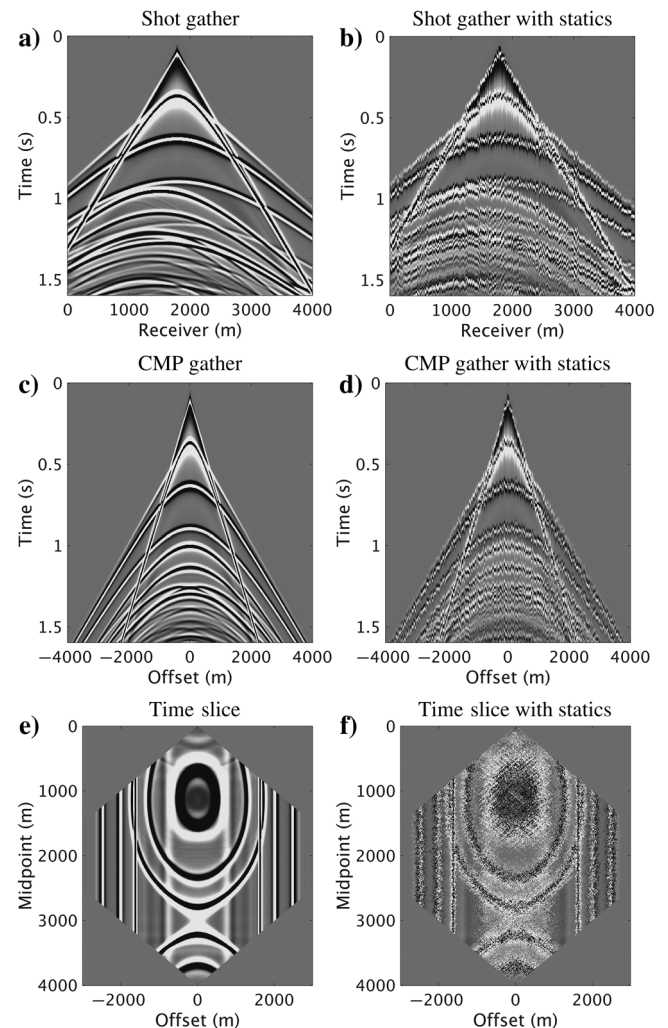 a) Shot gather
b) Shot gather with statics
0
0.5
1
1.5
Time (s)
0 1000 2000 3000 4000
Receiver (m)
0
0.5
1
1.5
Time (s)
0 1000 2000 3000 4000
Receiver (m)
c) CMP gather
d) CMP gather with statics
0
0.5
1
1.5
Time (s)
−4000 −2000 0 2000 4000
Offset (m)
0
0.5
1
1.5
Time (s)
−4000 −2000 0 2000 4000
Offset (m)
e) Time slice
f) Time slice with statics
0
1000
2000
3000
4000
Midpoint (m)
−2000 0 2000
Offset (m)
0
1000
2000
3000
4000
Midpoint (m)
−2000 0 2000
Offset (m)